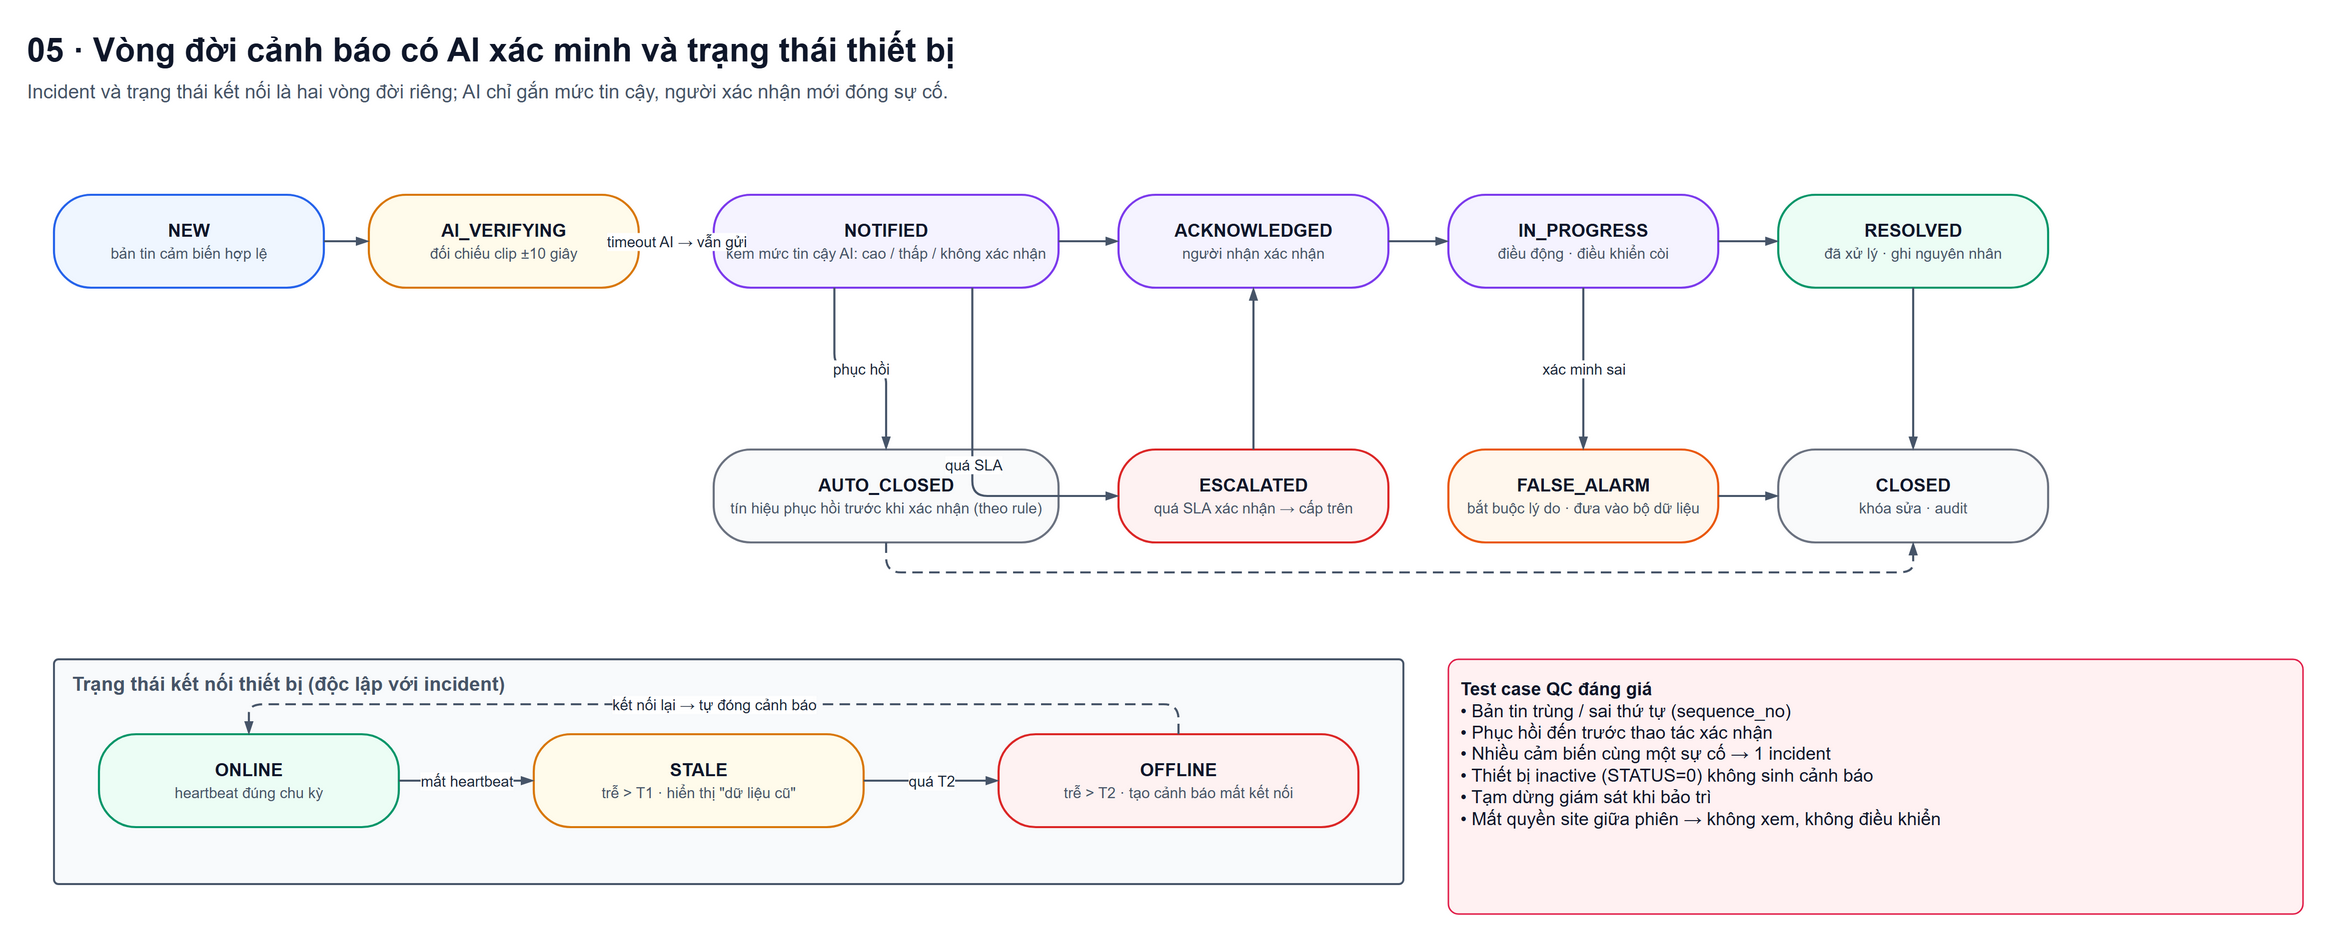 05 · Vòng đời cảnh báo có AI xác minh và trạng thái thiết bị
Incident và trạng thái kết nối là hai vòng đời riêng; AI chỉ gắn mức tin cậy, người xác nhận mới đóng sự cố.
NEW
bản tin cảm biến hợp lệ
AI_VERIFYING
đối chiếu clip ±10 giây
timeout AI → vẫn gửi
NOTIFIED
kèm mức tin cậy AI: cao / thấp / không xác nhận
ACKNOWLEDGED
người nhận xác nhận
IN_PROGRESS
điều động · điều khiển còi
RESOLVED
đã xử lý · ghi nguyên nhân
phục hồi
xác minh sai
quá SLA
AUTO_CLOSED
tín hiệu phục hồi trước khi xác nhận (theo rule)
ESCALATED
quá SLA xác nhận → cấp trên
FALSE_ALARM
bắt buộc lý do · đưa vào bộ dữ liệu
CLOSED
khóa sửa · audit
Trạng thái kết nối thiết bị (độc lập với incident)
kết nối lại → tự đóng cảnh báo
ONLINE
heartbeat đúng chu kỳ
mất heartbeat
STALE
trễ > T1 · hiển thị "dữ liệu cũ"
quá T2
OFFLINE
trễ > T2 · tạo cảnh báo mất kết nối
Test case QC đáng giá
• Bản tin trùng / sai thứ tự (sequence_no)
• Phục hồi đến trước thao tác xác nhận
• Nhiều cảm biến cùng một sự cố → 1 incident
• Thiết bị inactive (STATUS=0) không sinh cảnh báo
• Tạm dừng giám sát khi bảo trì
• Mất quyền site giữa phiên → không xem, không điều khiển